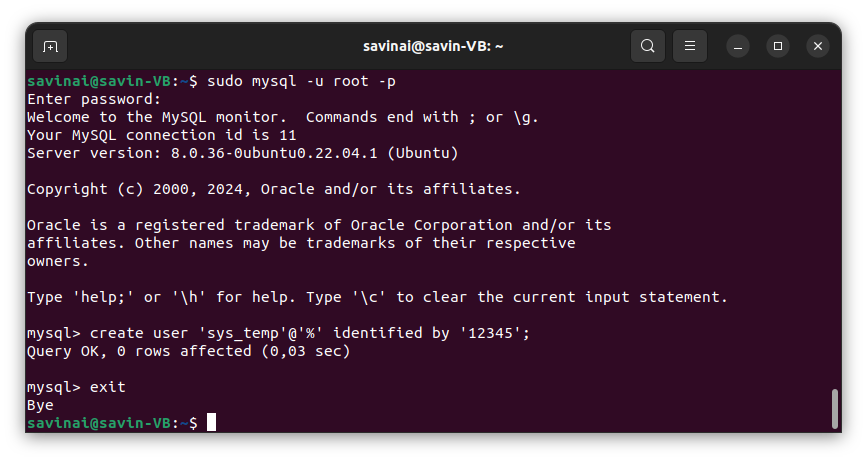 savinai@savin-VB: ~
savinai@savin-VB:~$ sudo mysql -u root -p
Enter password:
Welcome to the MySQL monitor.  Commands end with ; or \g.
Your MySQL connection id is 11
Server version: 8.0.36-0ubuntu0.22.04.1 (Ubuntu)
Copyright (c) 2000, 2024, Oracle and/or its affiliates.
Oracle is a registered trademark of Oracle Corporation and/or its
affiliates. Other names may be trademarks of their respective
owners.
Type 'help;' or '\h' for help. Type '\c' to clear the current input statement.
mysql> create user 'sys_temp'@'%' identified by '12345';
Query OK, 0 rows affected (0,03 sec)
mysql> exit
Bye
savinai@savin-VB:~$